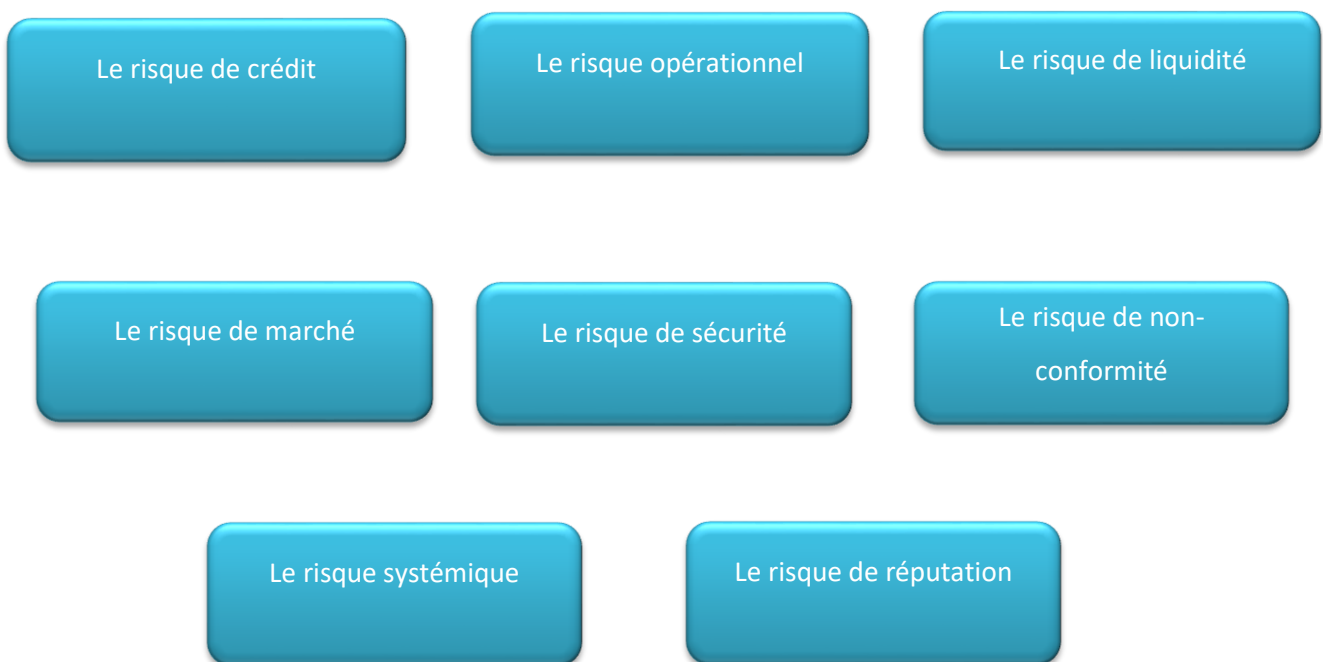 Le risque de crédit
Le risque opérationnel
Le risque de liquidité
Le risque de marché
Le risque de sécurité
Le risque de non-
conformité
Le risque systémique
Le risque de réputation